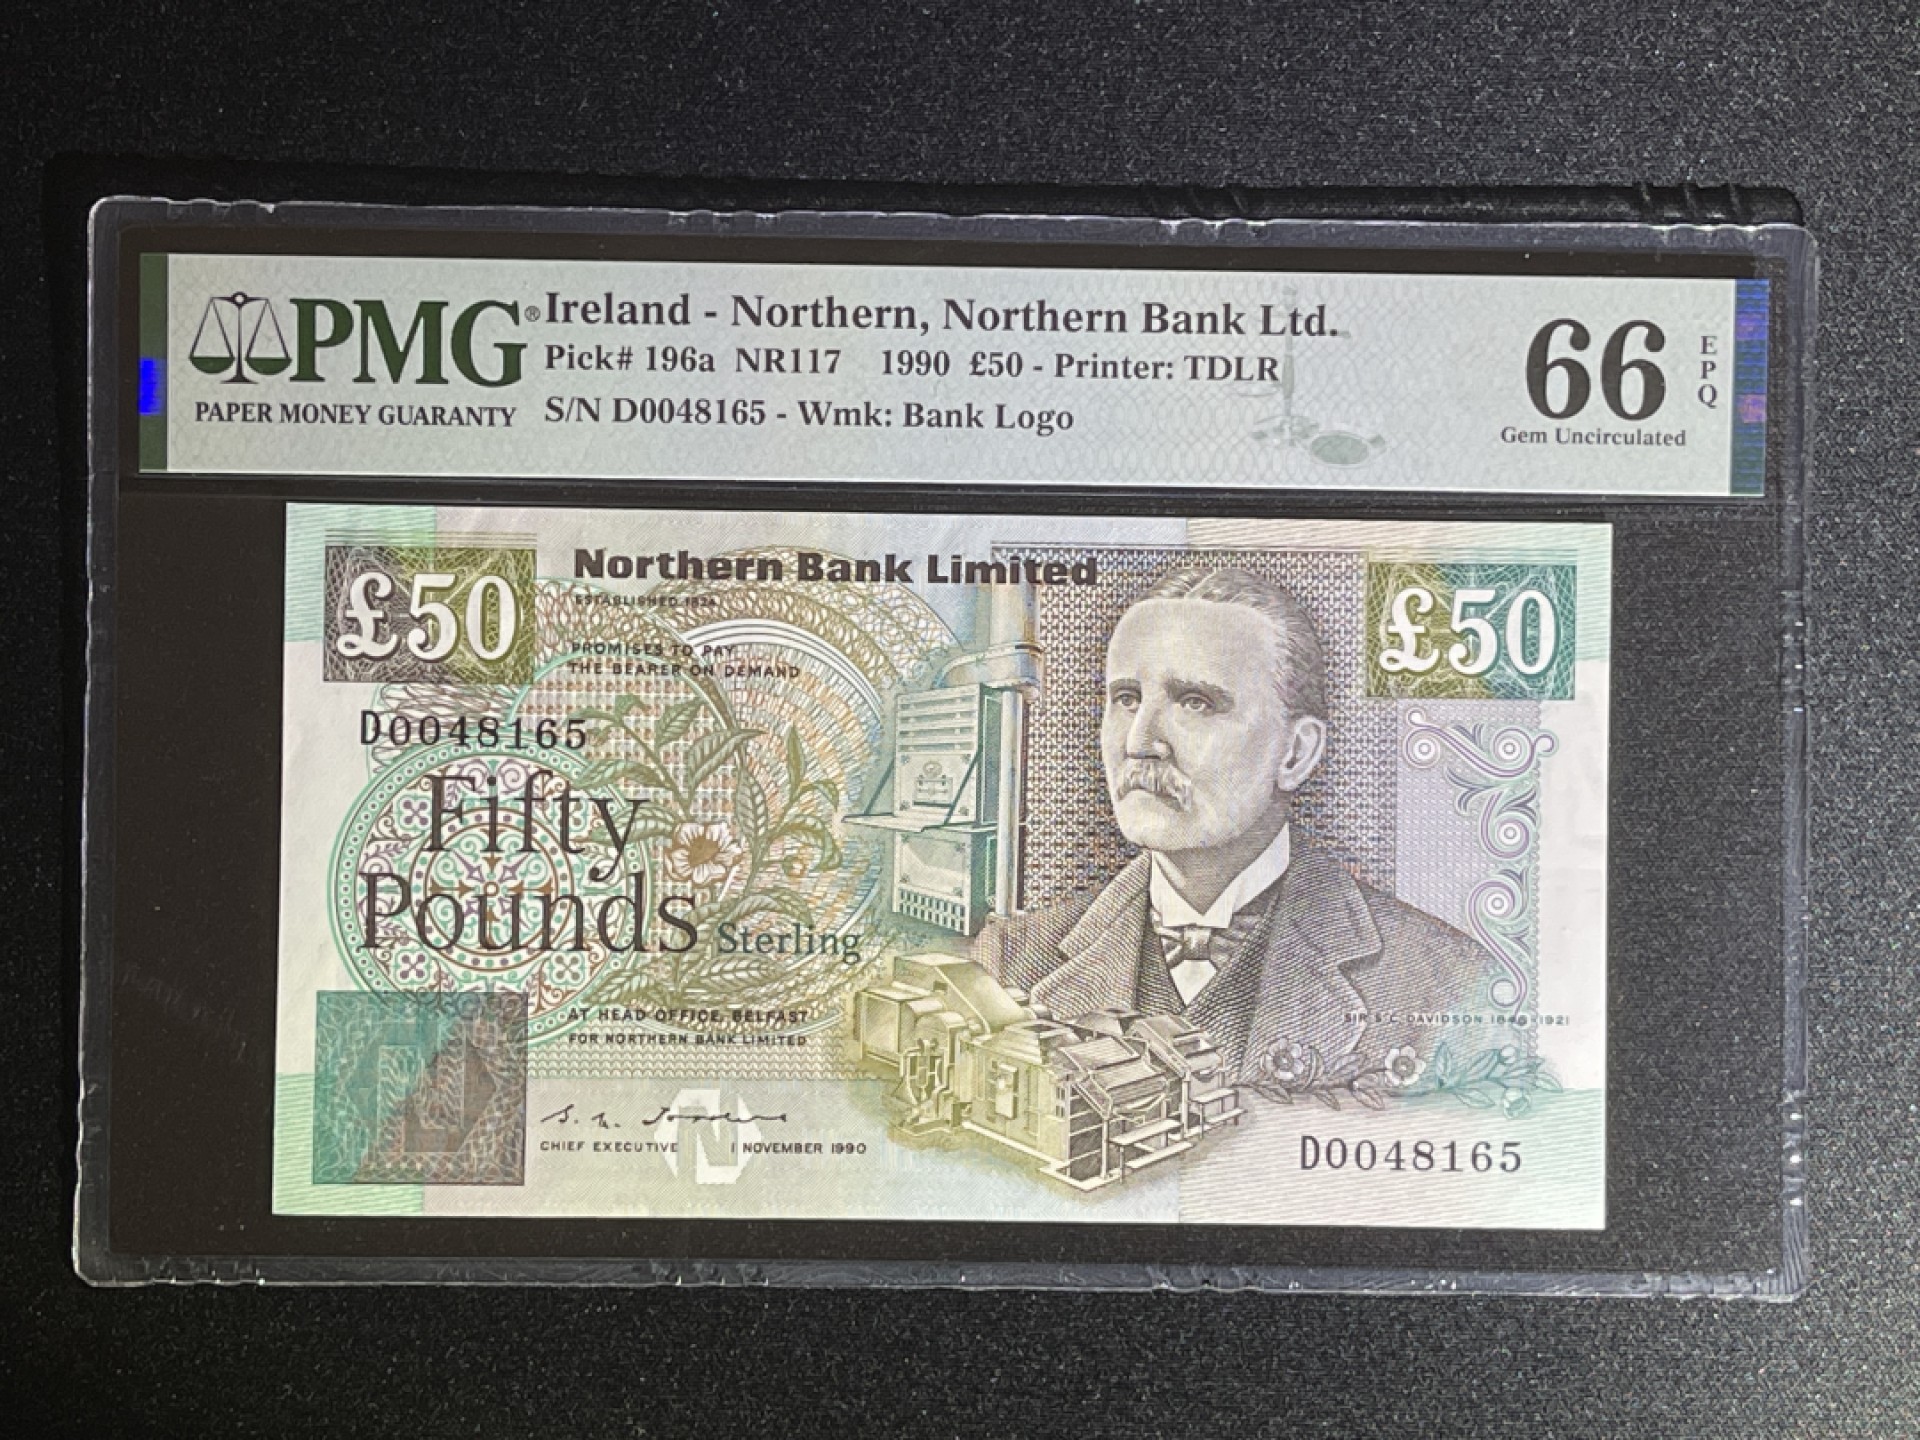 PMG®
PAPER MONEY GUARANTY
Ireland - Northern, Northern Bank Ltd.
Pick# 196a NR117 1990 £50 - Printer: TDLR
S/N D0048165 - Wmk: Bank Logo
66
EPQ
Gem Uncirculated
£50
Northern Bank Limited
ESTABLISHED 1824
£50
PROMISES TO PAY
THE BEARER ON DEMAND
D0048165
Fifty
Pounds Sterling
AT HEAD OFFICE, BELFAST
FOR NORTHERN BANK LIMITED
SIR S C DAVIDSON 1846-1921
CHIEF EXECUTIVE 1 NOVEMBER 1990
N
D0048165